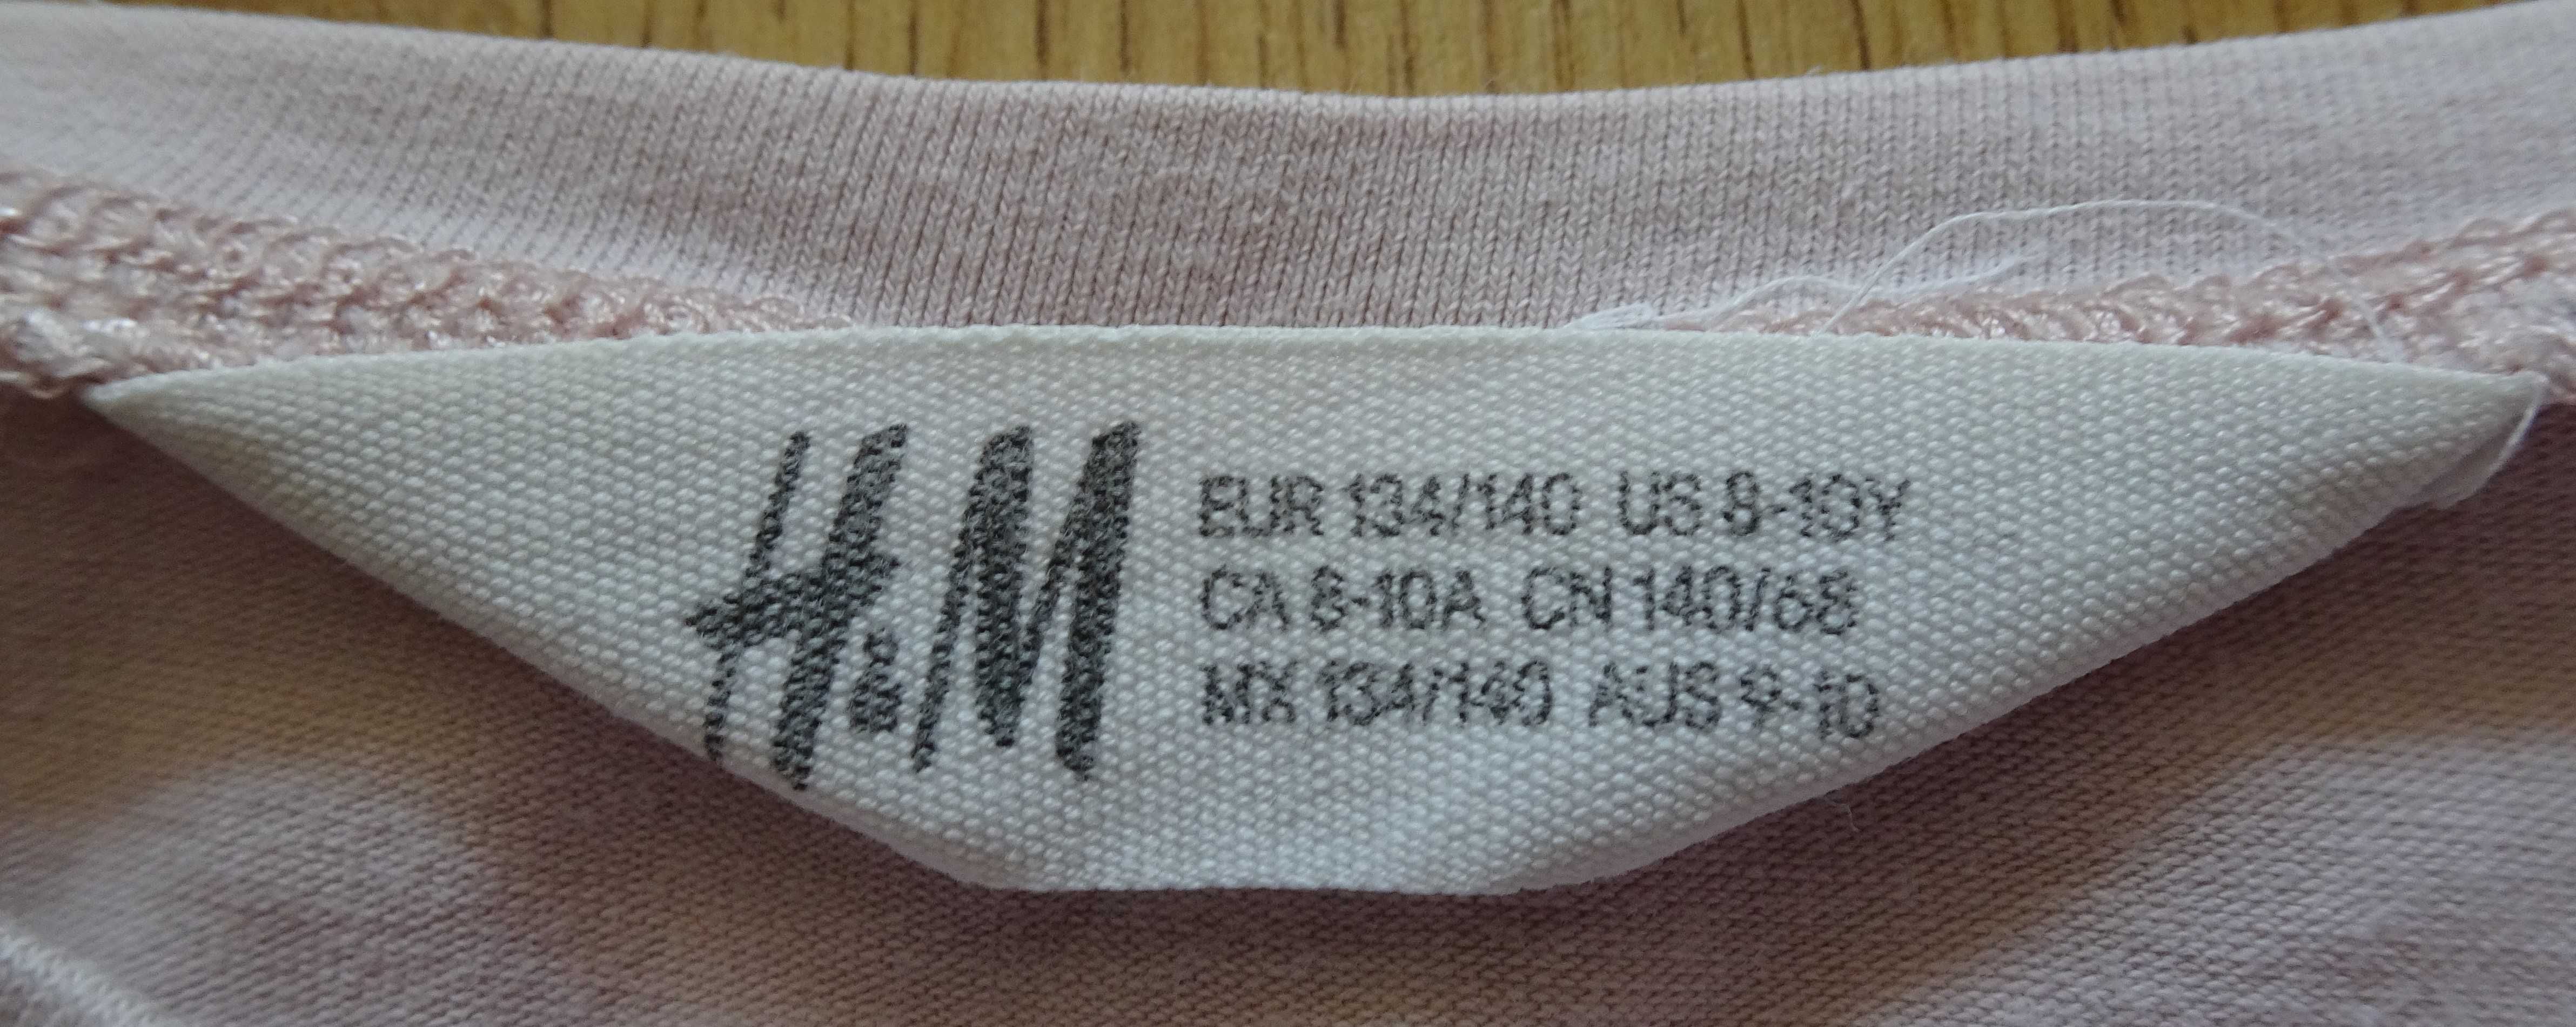 H&M
EUR 134/140 US 8-10Y
CA 8-10A CN 140/68
MX 134/140 AUS 9-10